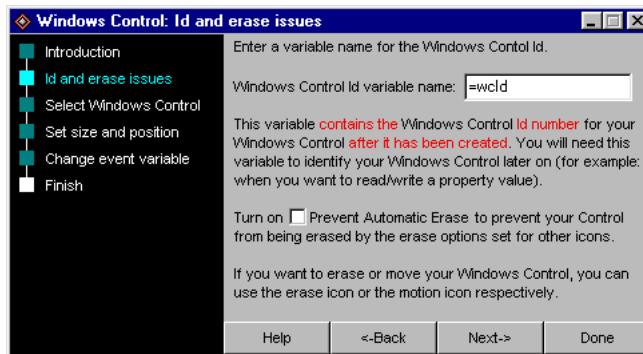 Windows Control: Id and erase issues
Introduction
Id and erase issues
Select Windows Control
Set size and position
Change event variable
Finish
Enter a variable name for the Windows Contol Id.
Windows Control Id variable name: =wcId
This variable contains the Windows Control Id number for your
Windows Control after it has been created. You will need this
variable to identify your Windows Control later on (for example:
when you want to read/write a property value).
Turn on Prevent Automatic Erase to prevent your Control
from being erased by the erase options set for other icons.
If you want to erase or move your Windows Control, you can
use the erase icon or the motion icon respectively.
Help <-Back Next-> Done